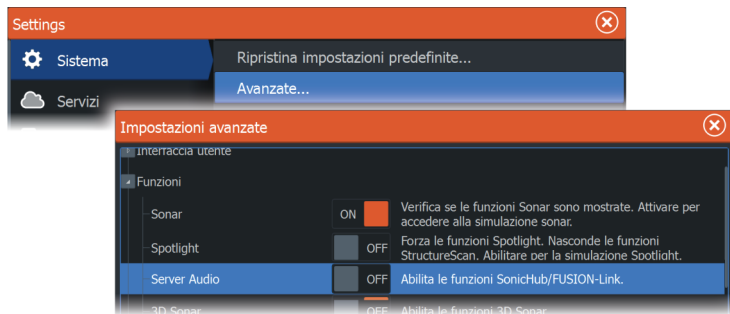 Settings
Sistema
Ripristina impostazioni predefinite...
Avanzate...
Servizi
Impostazioni avanzate
Interfaccia utente
Funzioni
Sonar
ON
Verifica se le funzioni Sonar sono mostrate. Attivare per
accedere alla simulazione sonar.
Spotlight
OFF
Forza le funzioni Spotlight. Nasconde le funzioni
StructureScan. Abilitare per la simulazione Spotlight.
Server Audio
OFF
Abilita le funzioni SonicHub/FUSION-Link.
3D Sonar
OFF
Abilita le funzioni 3D Sonar.